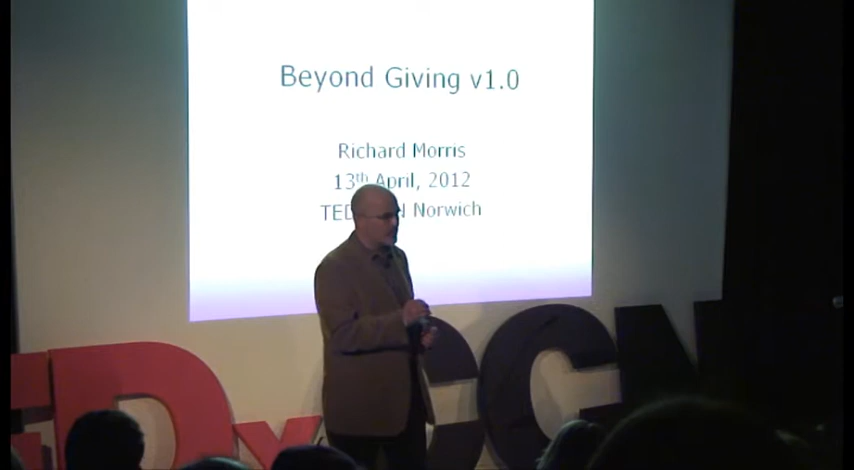 Beyond Giving v1.0
Richard Morris
13th April, 2012
Norwich